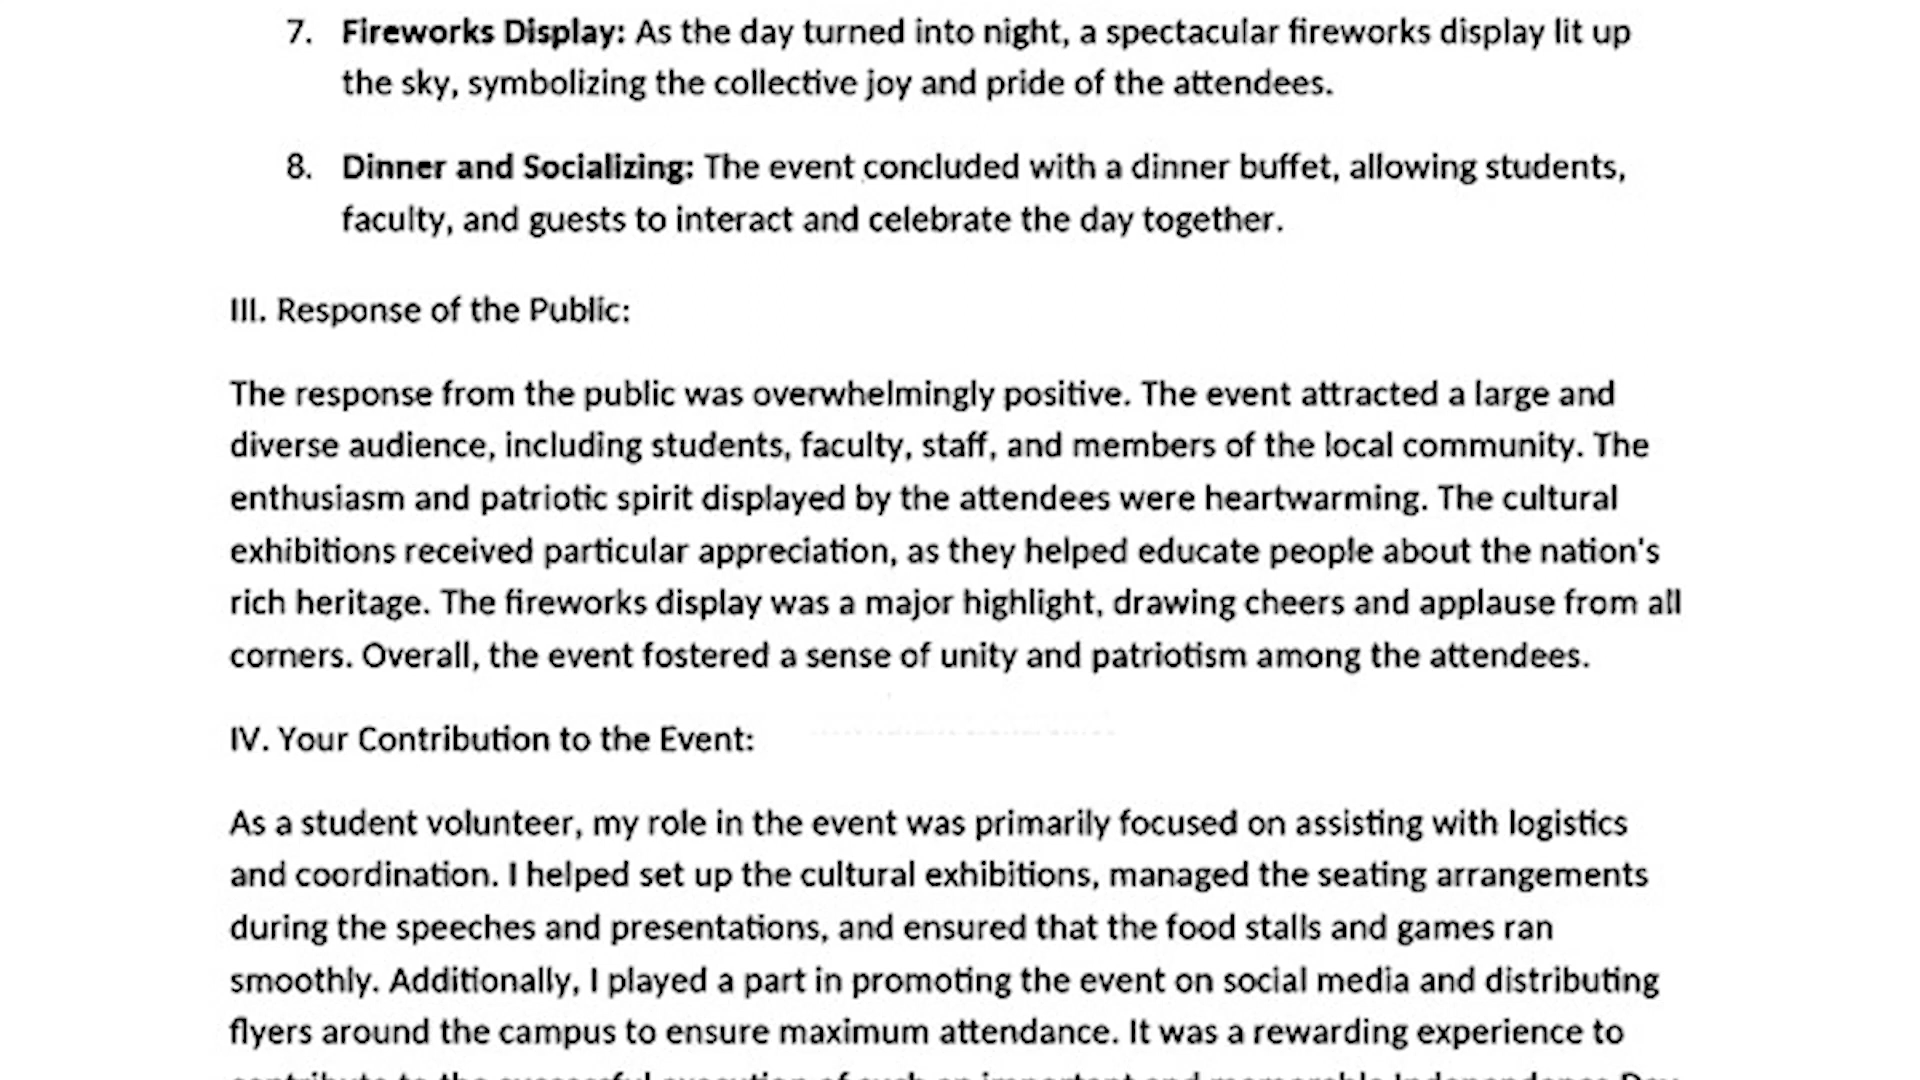 7. Fireworks Display: As the day turned into night, a spectacular fireworks display lit up
the sky, symbolizing the collective joy and pride of the attendees.
8. Dinner and Socializing: The event concluded with a dinner buffet, allowing students,
faculty, and guests to interact and celebrate the day together.
III. Response of the Public:
The response from the public was overwhelmingly positive. The event attracted a large and
diverse audience, including students, faculty, staff, and members of the local community. The
enthusiasm and patriotic spirit displayed by the attendees were heartwarming. The cultural
exhibitions received particular appreciation, as they helped educate people about the nation's
rich heritage. The fireworks display was a major highlight, drawing cheers and applause from all
corners. Overall, the event fostered a sense of unity and patriotism among the attendees.
IV. Your Contribution to the Event:
As a student volunteer, my role in the event was primarily focused on assisting with logistics
and coordination. I helped set up the cultural exhibitions, managed the seating arrangements
during the speeches and presentations, and ensured that the food stalls and games ran
smoothly. Additionally, I played a part in promoting the event on social media and distributing
flyers around the campus to ensure maximum attendance. It was a rewarding experience to